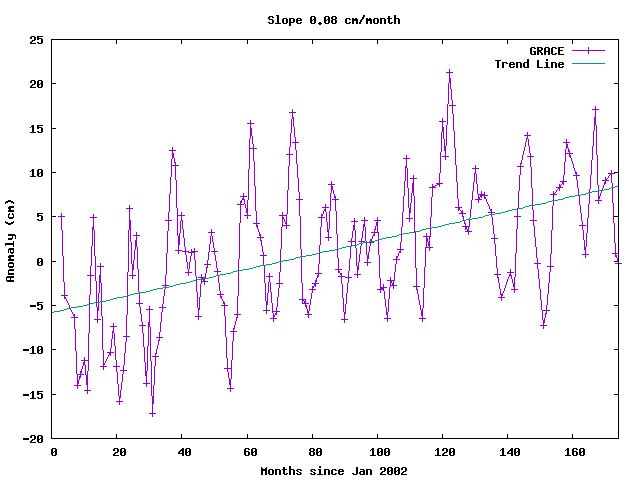 Slope 0.08 cm/month
GRACE
Trend Line
25
20
15
10
5
0
-5
-10
-15
-20
Anomaly (cm)
0 20 40 60 80 100 120 140 160
Months since Jan 2002